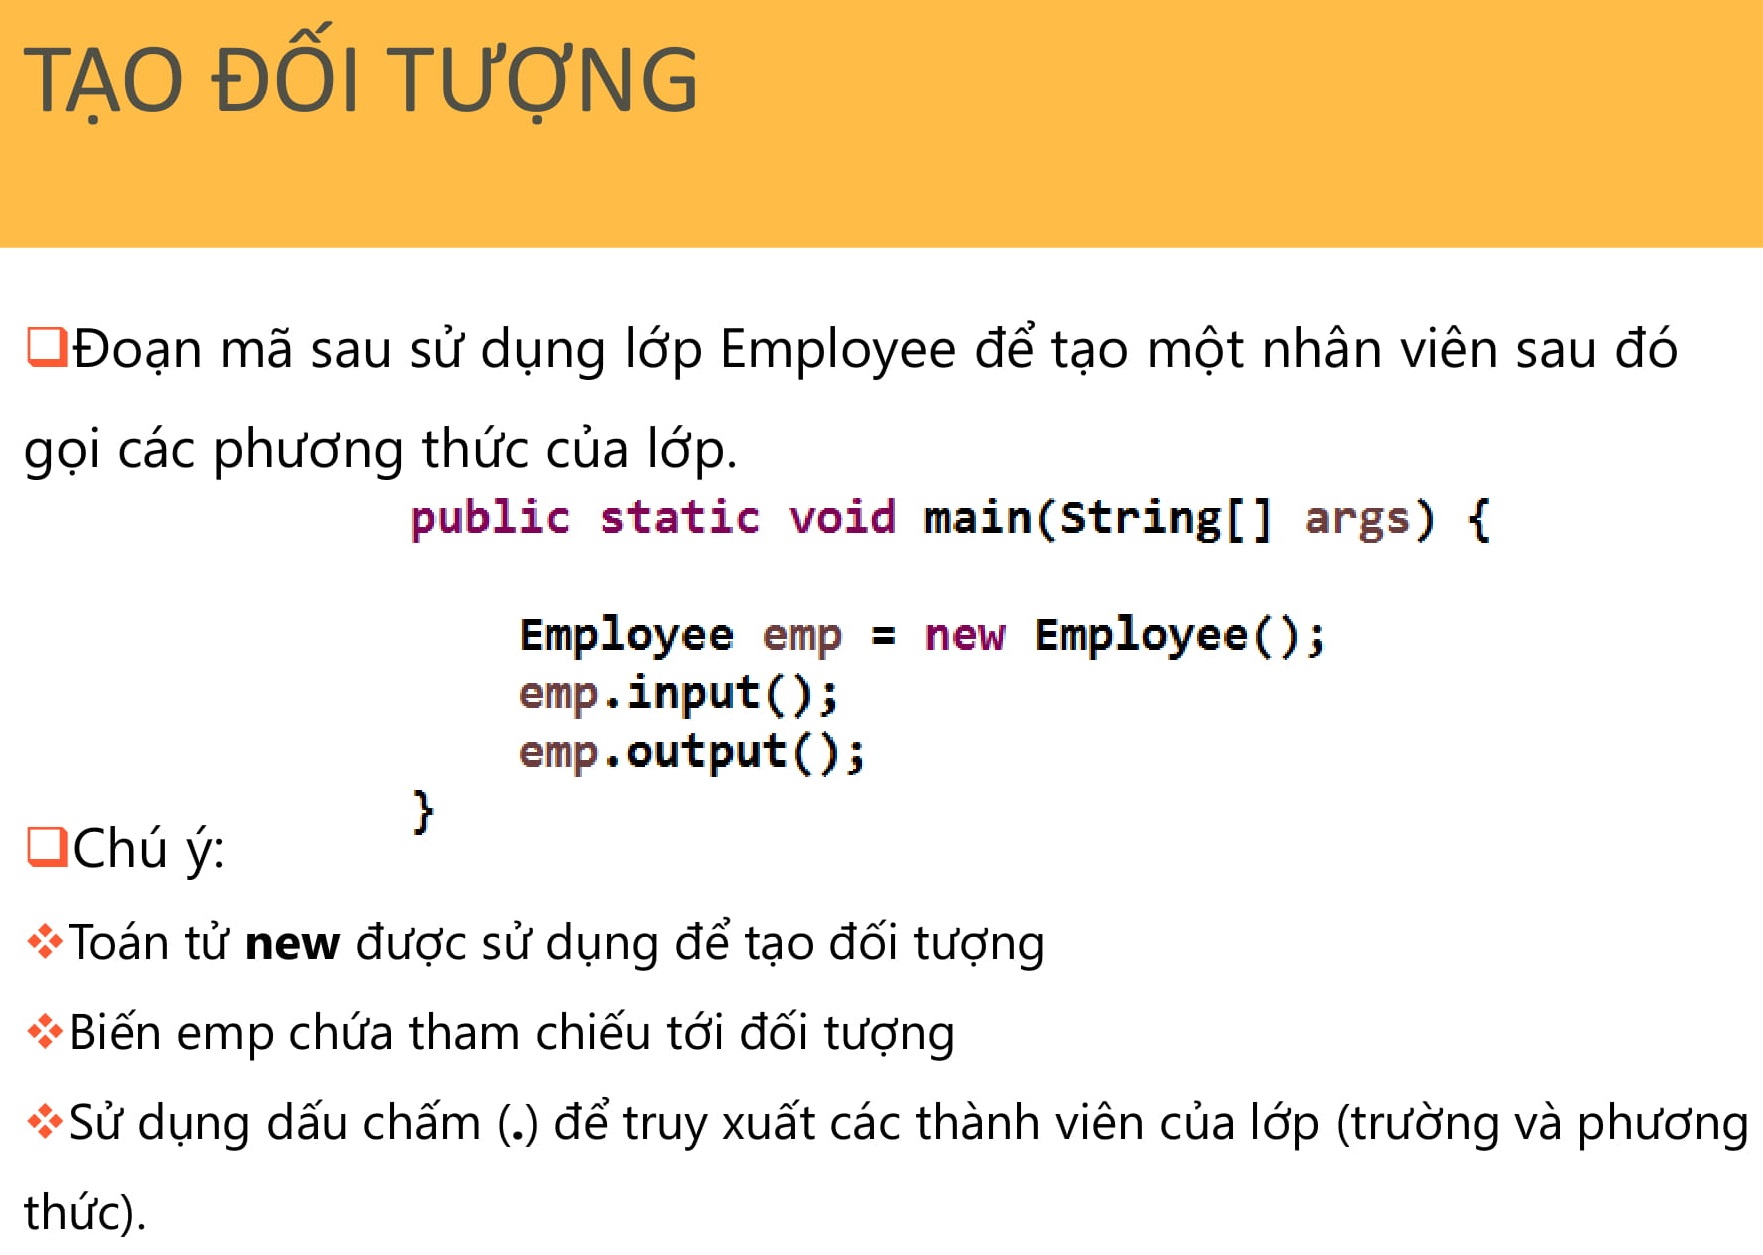 TẠO ĐỐI TƯỢNG
Đoạn mã sau sử dụng lớp Employee để tạo một nhân viên sau đó
gọi các phương thức của lớp.
public static void main(String[] args) {
Employee emp = new Employee();
emp.input();
emp.output();
}
Chú ý:
Toán tử new được sử dụng để tạo đối tượng
Biến emp chứa tham chiếu tới đối tượng
Sử dụng dấu chấm (.) để truy xuất các thành viên của lớp (trường và phương
thức).